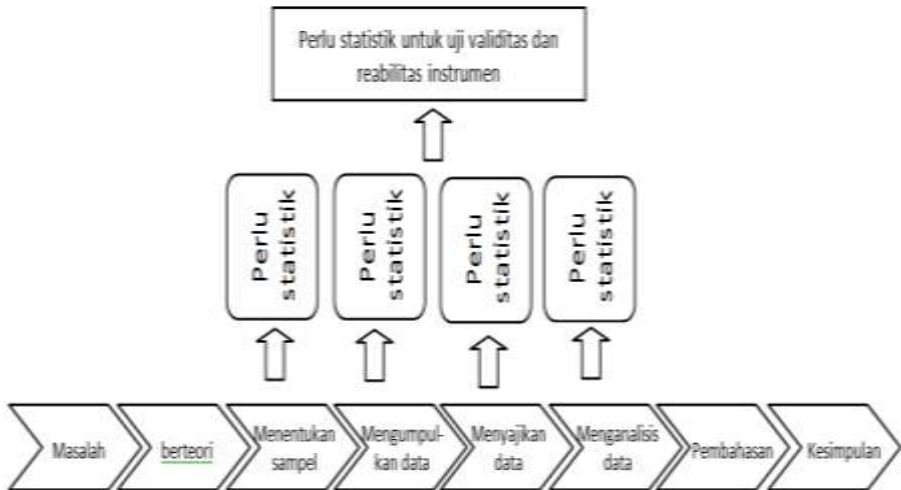 Perlu statistik untuk uji validitas dan
reabilitas instrumen
Perlu
statistik
Perlu
statistik
Perlu
statistik
Perlu
statistik
Masalah
berteori
Menentukan
sampel
Mengumpul-
kan data
Menyajikan
data
Menganalisis
data
Pembahasan
Kesimpulan